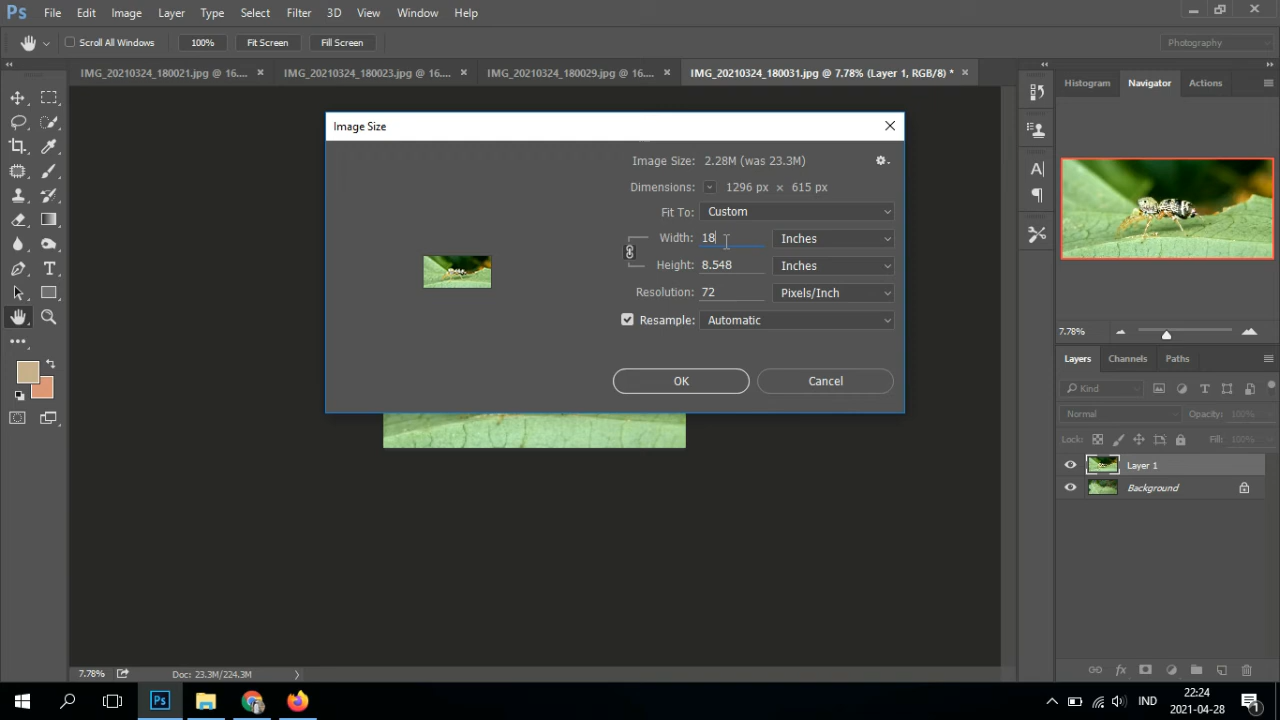 Ps File Edit Image Layer Type Select Filter 3D View Window Help
Scroll All Windows 100% Fit Screen Fill Screen Photography
IMG_20210324_180021.jpg @ 16.... × IMG_20210324_180023.jpg @ 16.... × IMG_20210324_180029.jpg @ 16.... × IMG_20210324_180031.jpg @ 7.78% (Layer 1, RGB/8) * ×
Histogram Navigator Actions
Image Size
Image Size: 2.28M (was 23.3M)
Dimensions: 1296 px × 615 px
Fit To: Custom
Width: 18 Inches
Height: 8.548 Inches
Resolution: 72 Pixels/Inch
Resample: Automatic
OK Cancel
7.78%
Layers Channels Paths
Kind
Normal Opacity: 100%
Lock: Fill: 100%
Layer 1
Background
7.78% Doc: 23.3M/224.3M
Ps IND 22:24
2021-04-28
1